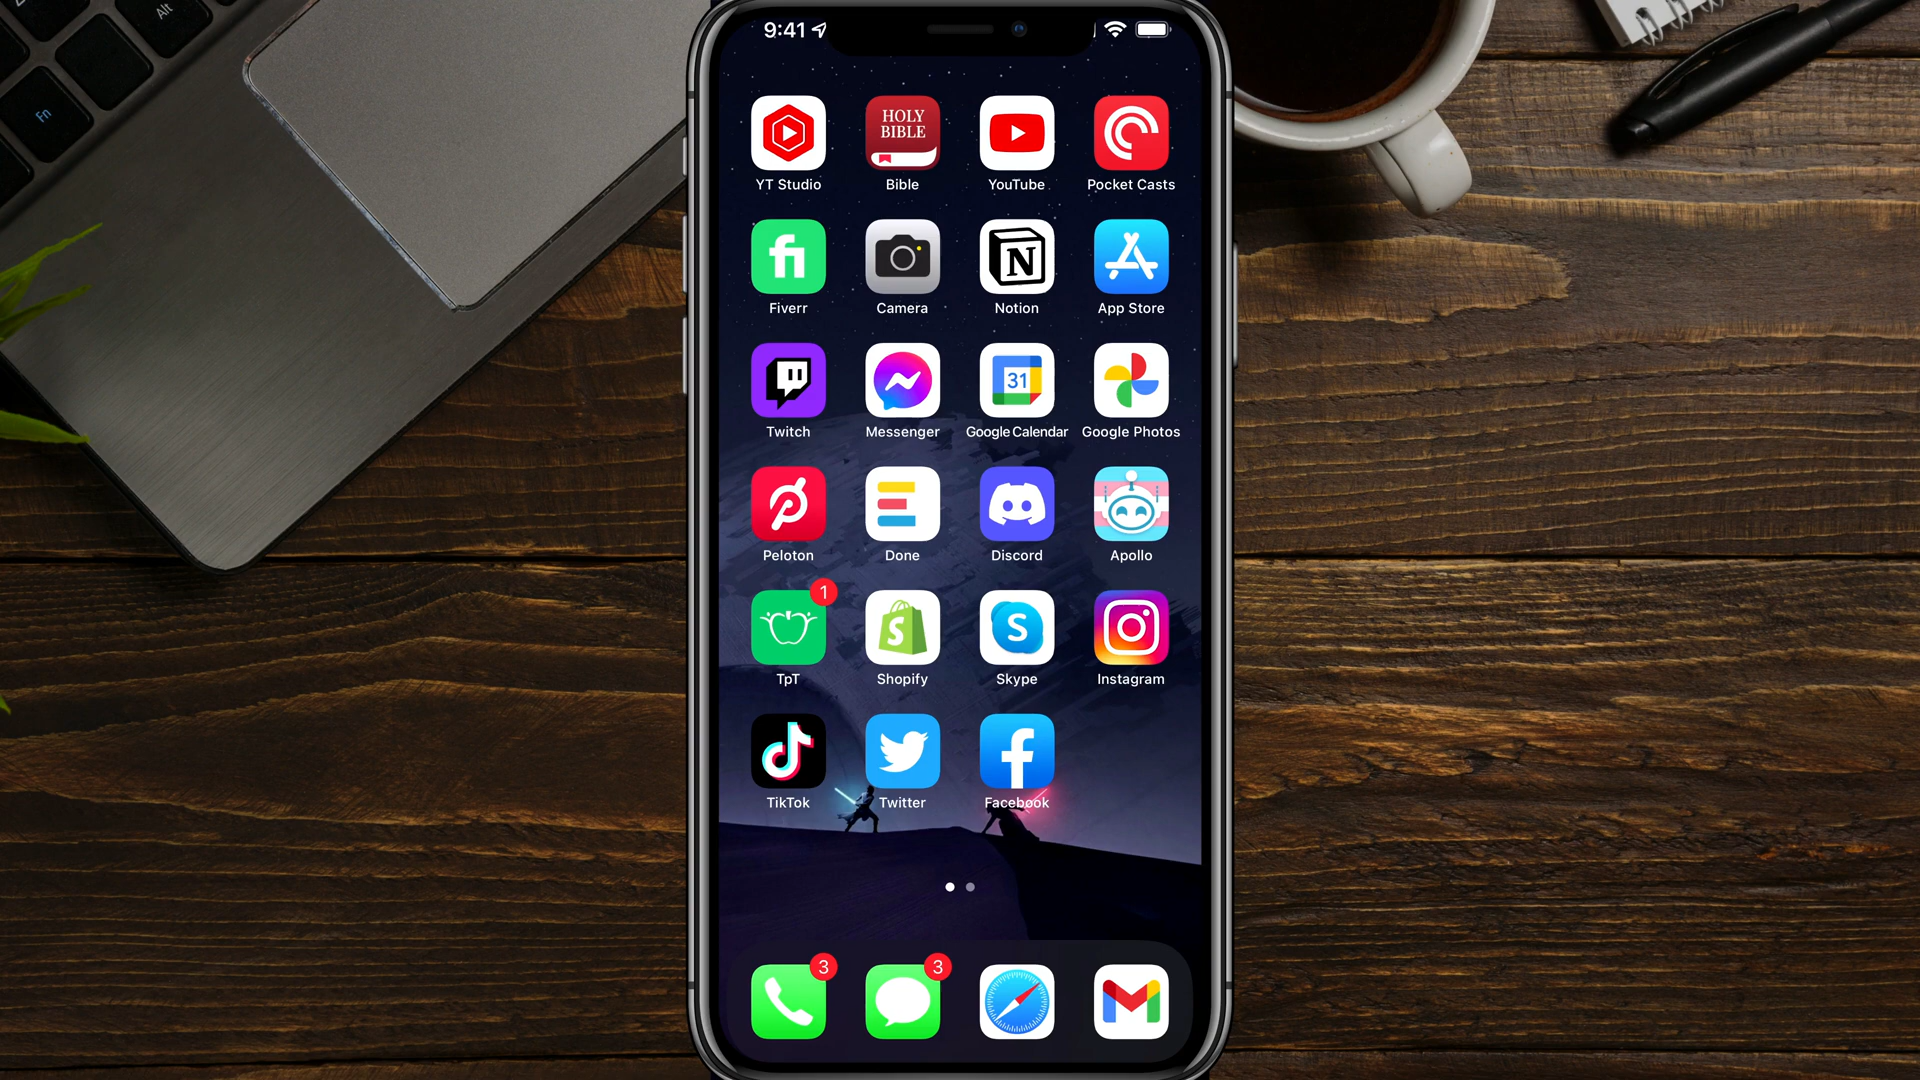 Alt
Fn
9:41
HOLY
BIBLE
YT Studio
Bible
YouTube
Pocket Casts
fi
N
Fiverr
Camera
Notion
App Store
31
Twitch
Messenger
Google Calendar
Google Photos
Peloton
Done
Discord
Apollo
1
S
S
TpT
Shopify
Skype
Instagram
f
TikTok
Twitter
Facebook
3
3
M